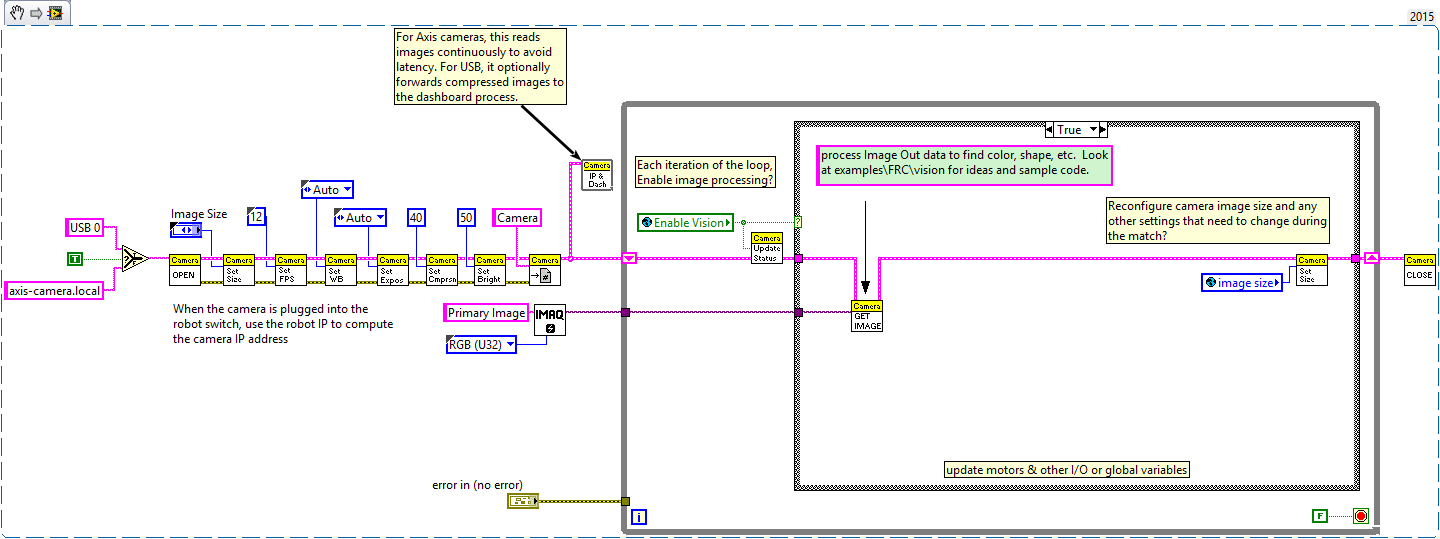 2015
For Axis cameras, this reads
images continuously to avoid
latency. For USB, it optionally
forwards compressed images to
the dashboard process.
True
process Image Out data to find color, shape, etc.  Look
at examples\FRC\vision for ideas and sample code.
Camera
IP &
Dash
Each iteration of the loop,
Enable image processing?
Auto
Image Size
12
Auto
40
50
Camera
Reconfigure camera image size and any
other settings that need to change during
the match?
USB 0
Enable Vision
?
Camera
Update
Status
T
?
Camera
OPEN
Camera
Set
Size
Camera
Set
FPS
Camera
Set
WB
Camera
Set
Expos
Camera
Set
Cmprsn
Camera
Set
Bright
Camera
#
Camera
Set
Size
Camera
CLOSE
axis-camera.local
image size
When the camera is plugged into the
robot switch, use the robot IP to compute
the camera IP address
Primary Image
IMAQ
Camera
GET
IMAGE
RGB (U32)
update motors & other I/O or global variables
error in (no error)
i
F